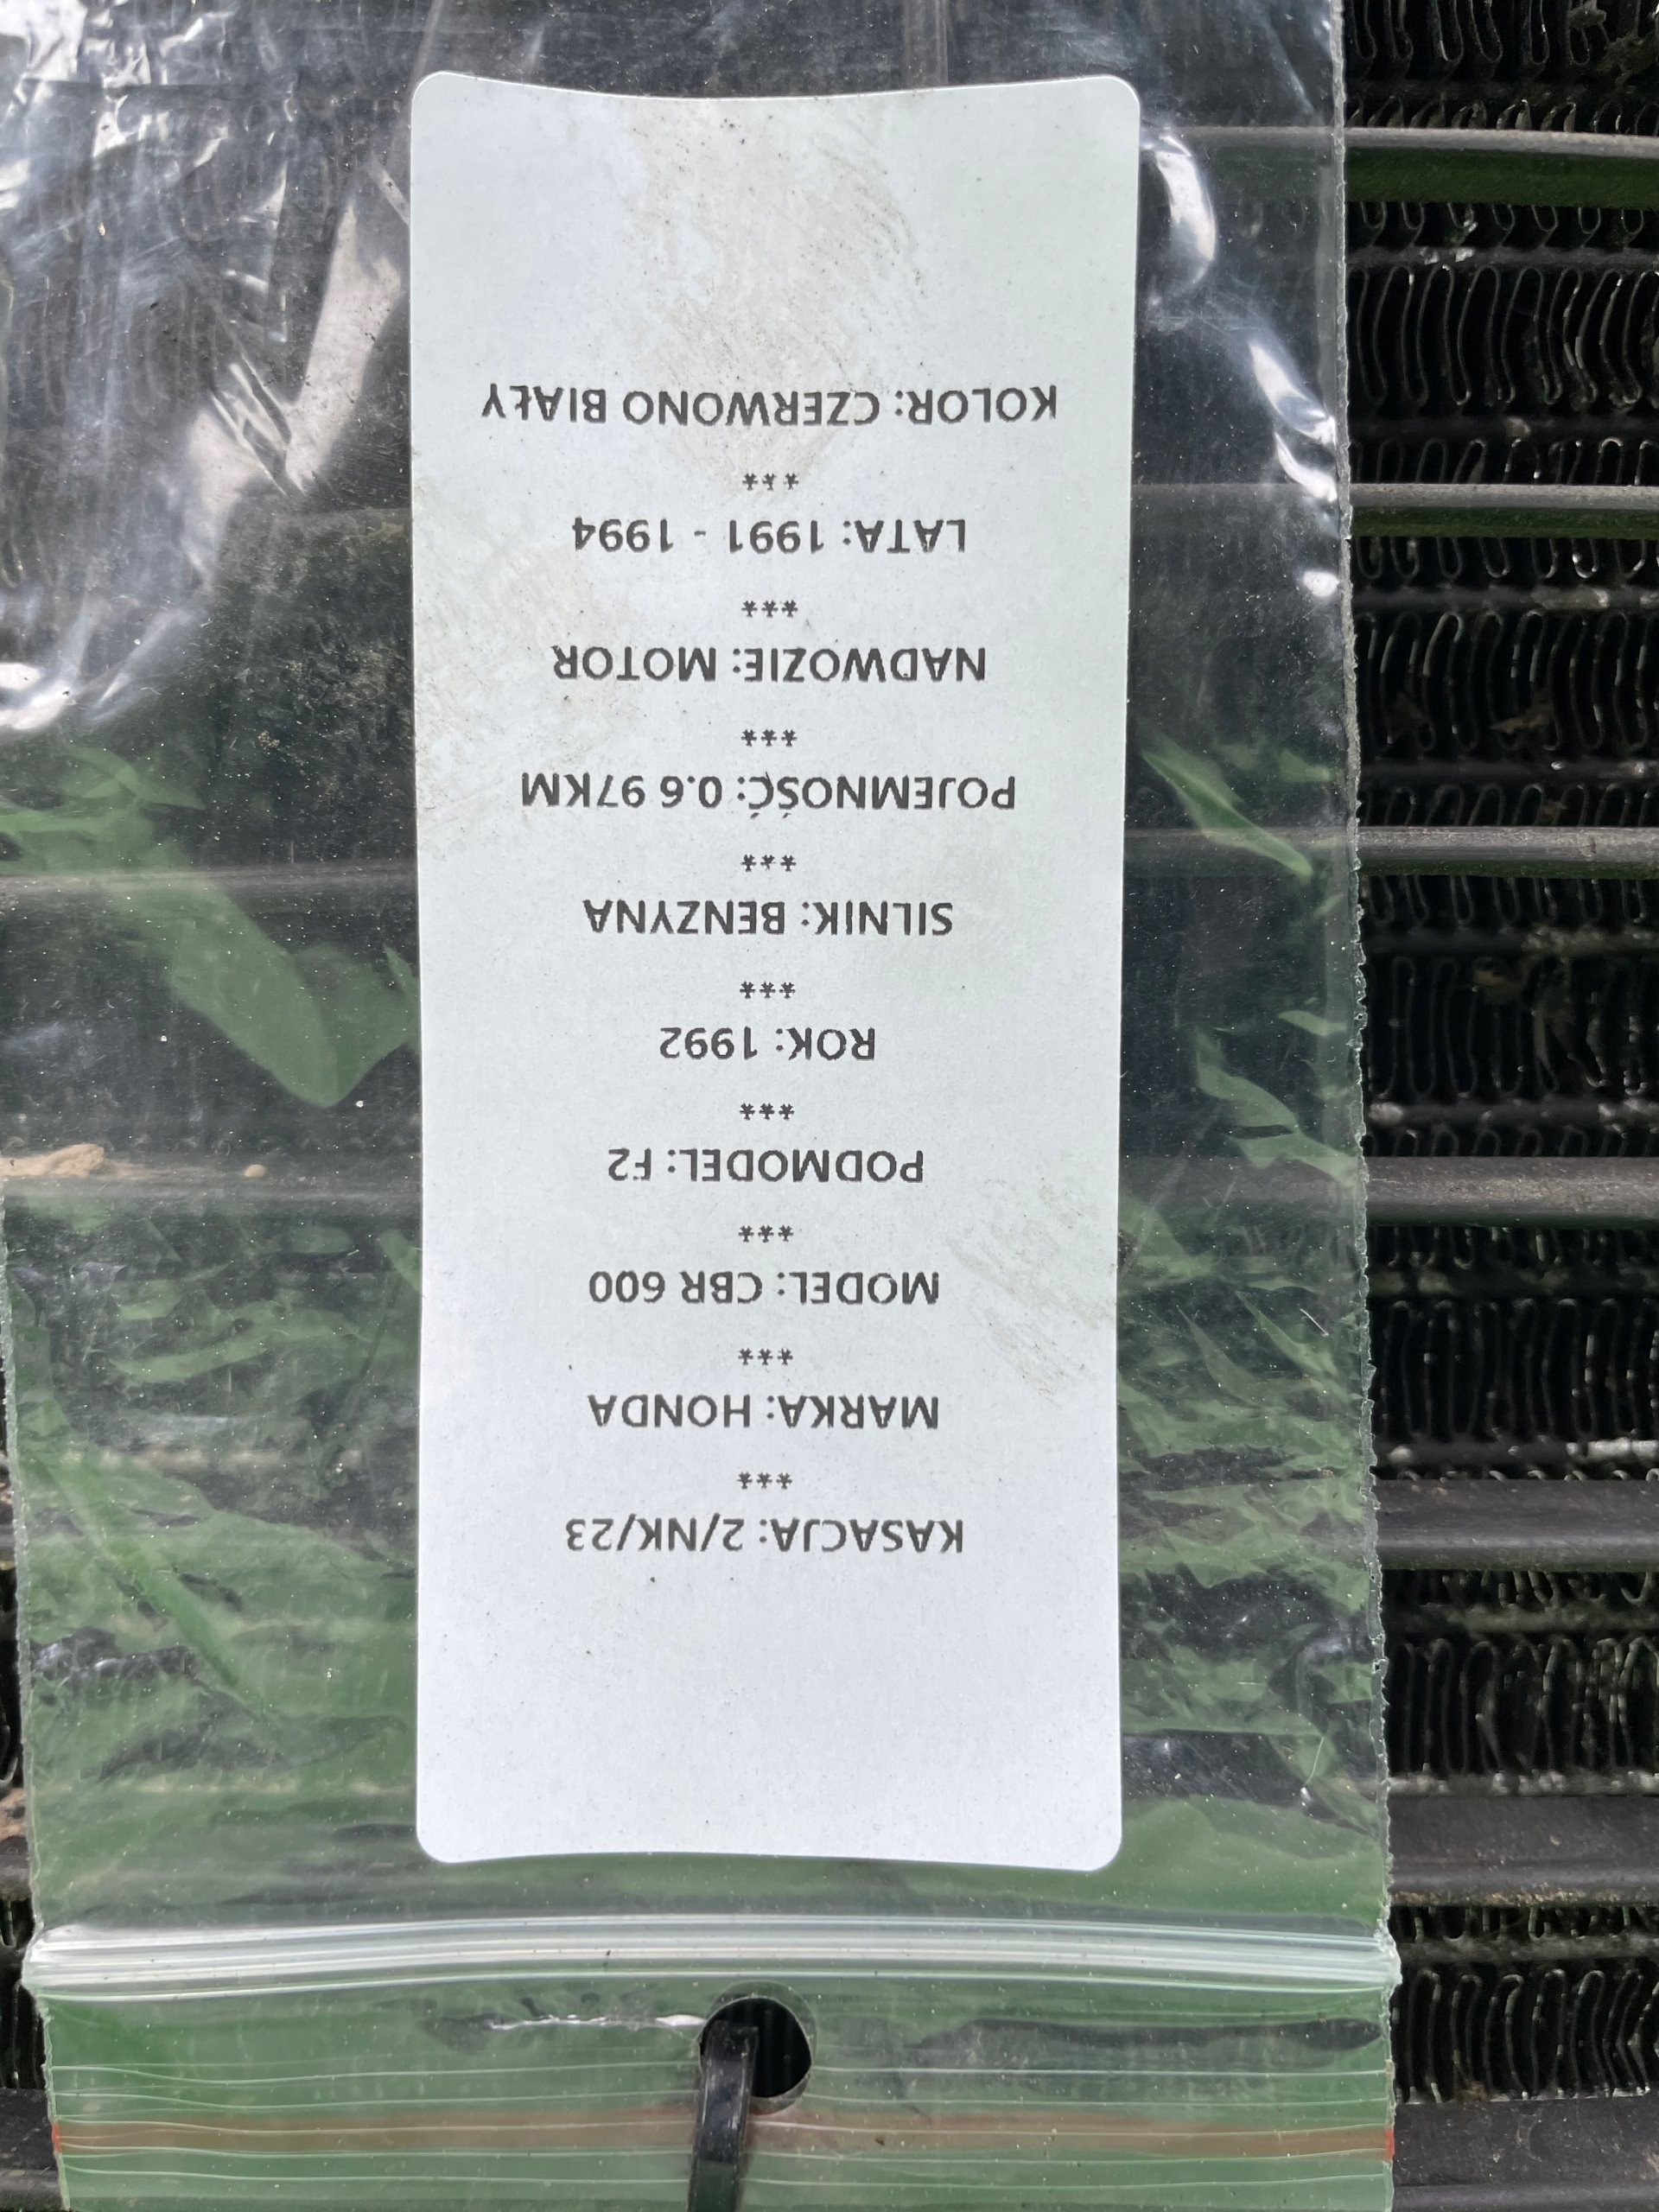 KASACJA: 2/NK/23
***
MARKA: HONDA
***
MODEL: CBR 600
***
PODMODEL: F2
***
ROK: 1992
***
SILNIK: BENZYNA
***
POJEMNOŚĆ: 0.6 97KM
***
NADWOZIE: MOTOR
***
LATA: 1991 - 1994
***
KOLOR: CZERWONO BIAŁY